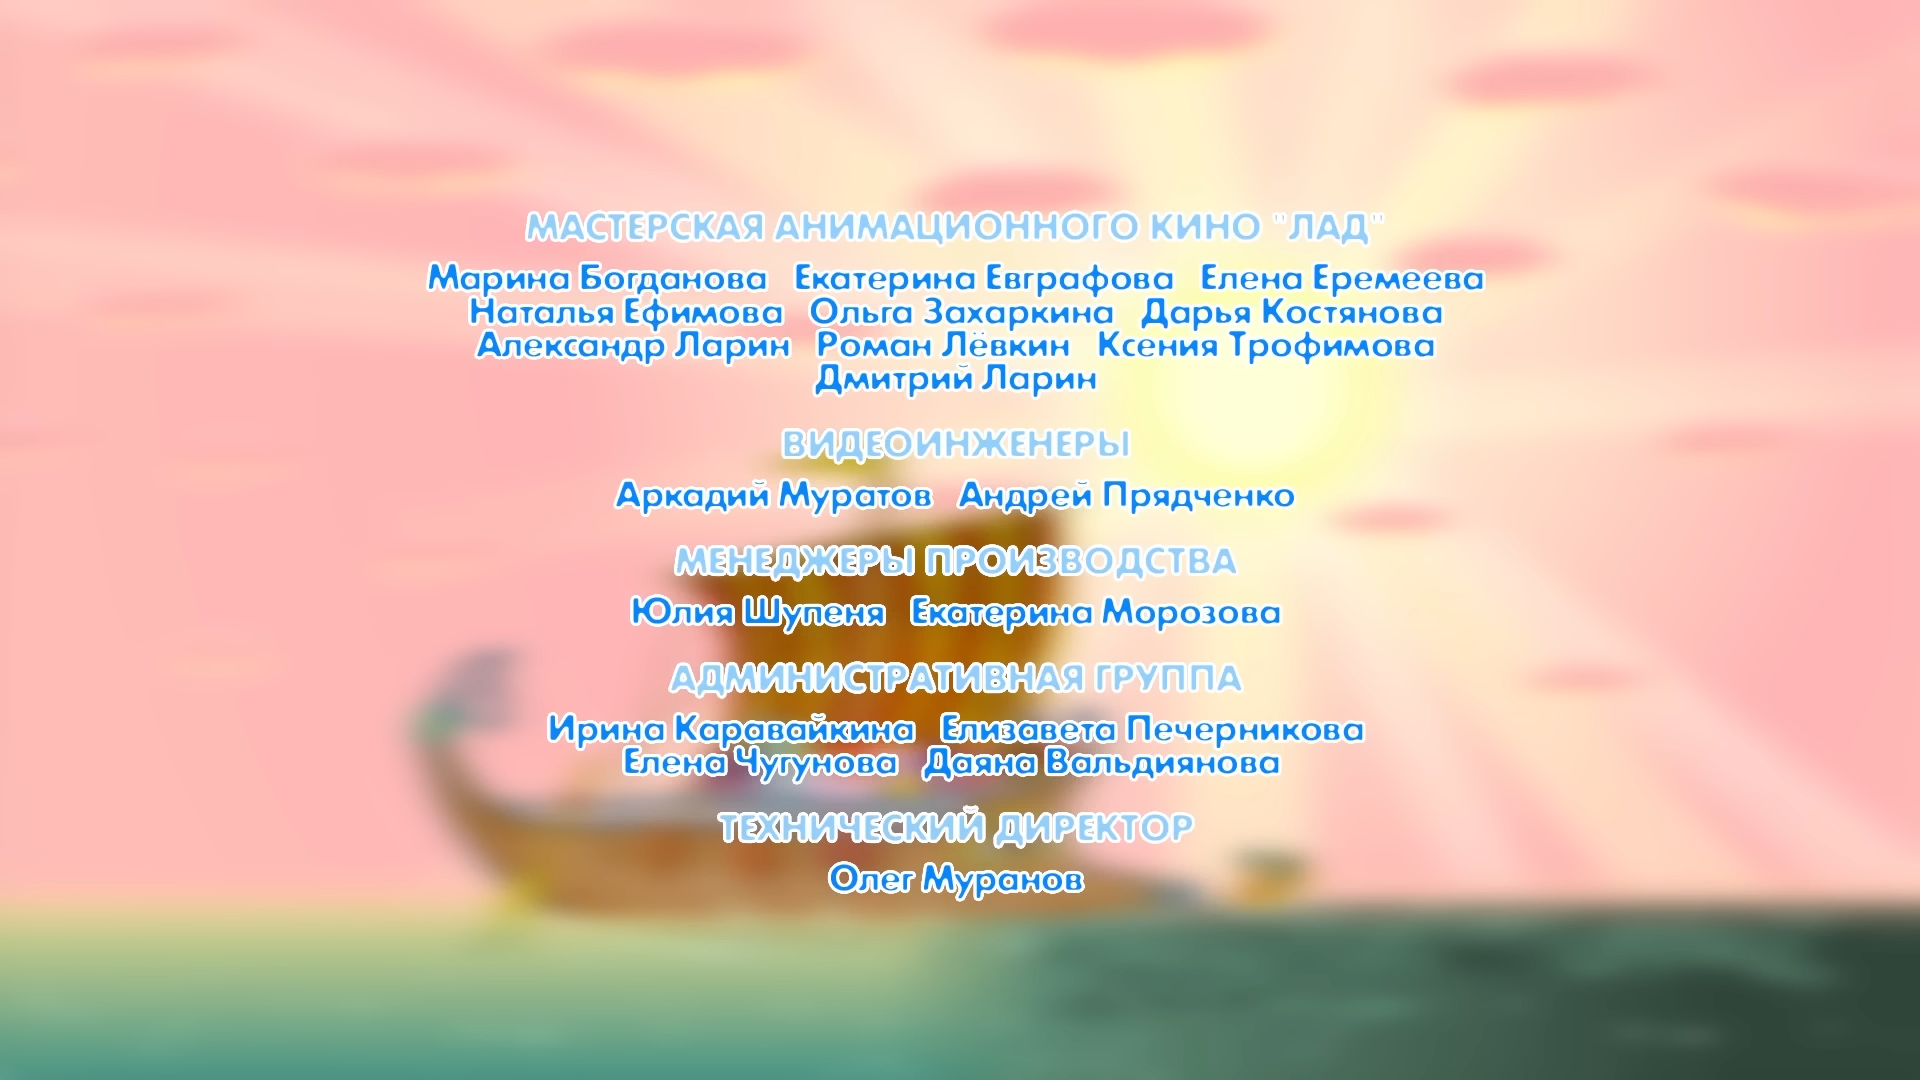 МАСТЕРСКАЯ АНИМАЦИОННОГО КИНО "ЛАД"
Марина Богданова Екатерина Евграфова Елена Еремеева
Наталья Ефимова Ольга Захаркина Дарья Костянова
Александр Ларин Роман Лёвкин Ксения Трофимова
Дмитрий Ларин
ВИДЕОИНЖЕНЕРЫ
Аркадий Муратов Андрей Прядченко
МЕНЕДЖЕРЫ ПРОИЗВОДСТВА
Юлия Шупеня Екатерина Морозова
АДМИНИСТРАТИВНАЯ ГРУППА
Ирина Каравайкина Елизавета Печерникова
Елена Чугунова Даяна Вальдиянова
ТЕХНИЧЕСКИЙ ДИРЕКТОР
Олег Муранов